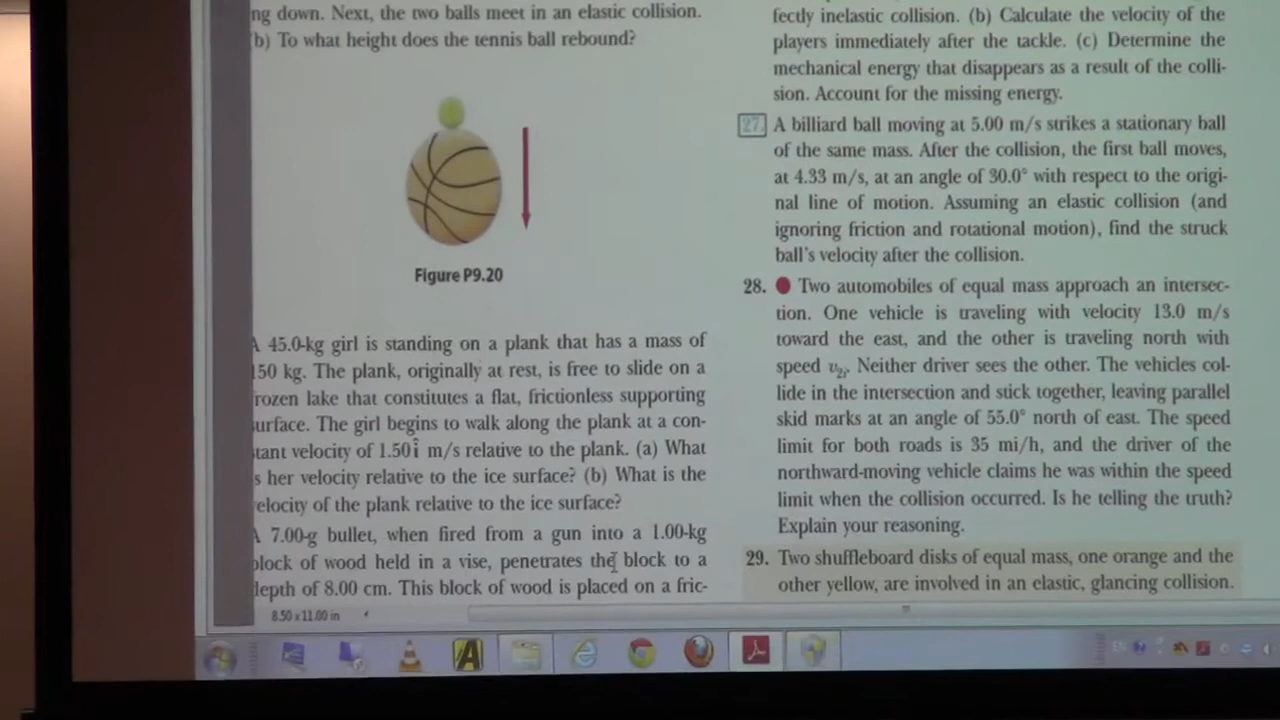 ng down. Next, the two balls meet in an elastic collision.
b) To what height does the tennis ball rebound?
Figure P9.20
A 45.0-kg girl is standing on a plank that has a mass of
150 kg. The plank, originally at rest, is free to slide on a
rozen lake that constitutes a flat, frictionless supporting
urface. The girl begins to walk along the plank at a con-
tant velocity of 1.50î m/s relative to the plank. (a) What
s her velocity relative to the ice surface? (b) What is the
elocity of the plank relative to the ice surface?
A 7.00-g bullet, when fired from a gun into a 1.00-kg
block of wood held in a vise, penetrates the block to a
depth of 8.00 cm. This block of wood is placed on a fric-
fectly inelastic collision. (b) Calculate the velocity of the
players immediately after the tackle. (c) Determine the
mechanical energy that disappears as a result of the colli-
sion. Account for the missing energy.
27. A billiard ball moving at 5.00 m/s strikes a stationary ball
of the same mass. After the collision, the first ball moves,
at 4.33 m/s, at an angle of 30.0° with respect to the origi-
nal line of motion. Assuming an elastic collision (and
ignoring friction and rotational motion), find the struck
ball's velocity after the collision.
28. Two automobiles of equal mass approach an intersec-
tion. One vehicle is traveling with velocity 13.0 m/s
toward the east, and the other is traveling north with
speed v₂ᵢ. Neither driver sees the other. The vehicles col-
lide in the intersection and stick together, leaving parallel
skid marks at an angle of 55.0° north of east. The speed
limit for both roads is 35 mi/h, and the driver of the
northward-moving vehicle claims he was within the speed
limit when the collision occurred. Is he telling the truth?
Explain your reasoning.
29. Two shuffleboard disks of equal mass, one orange and the
other yellow, are involved in an elastic, glancing collision.
8.50 x 11.00 in
EN